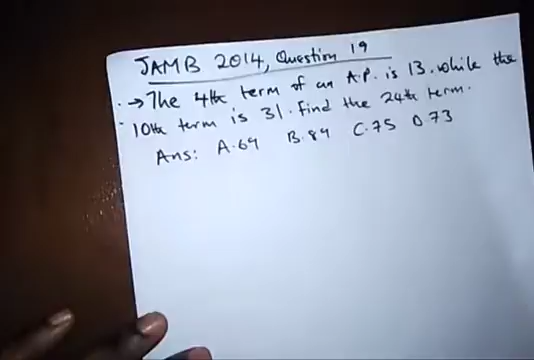 JAMB 2014, Question 19
→ The 4th term of an A.P. is 13. while the
10th term is 31. find the 24th term.
Ans: A.69 B.89 C.75 D 73